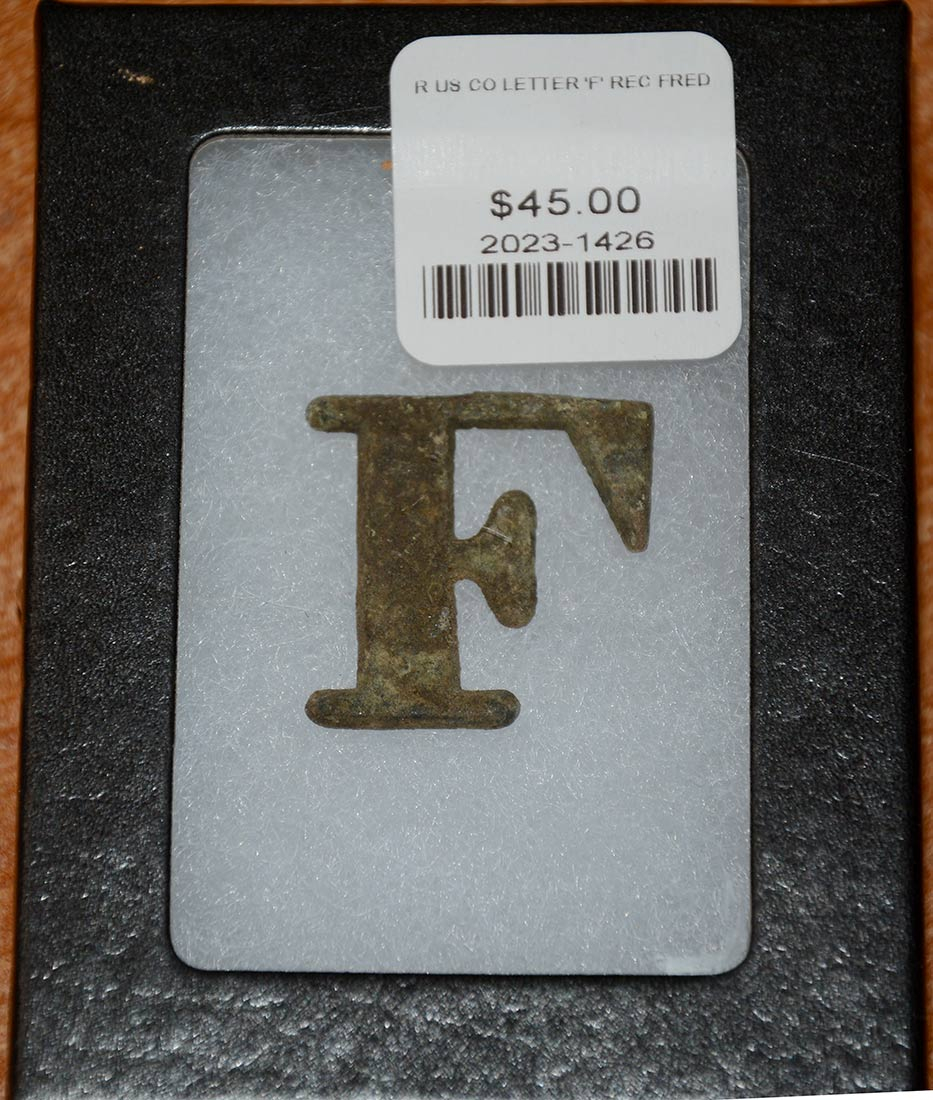 R US CO LETTER 'F' REC FRED
$45.00
2023-1426
F